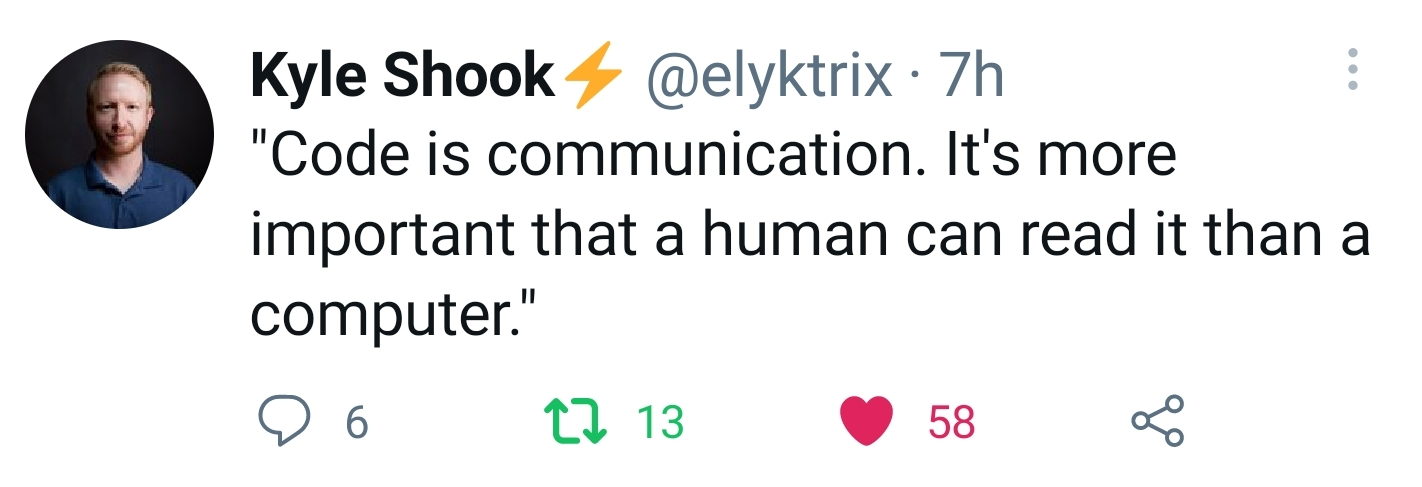 Kyle Shook⚡ @elyktrix · 7h
"Code is communication. It's more
important that a human can read it than a
computer."
6 13 58